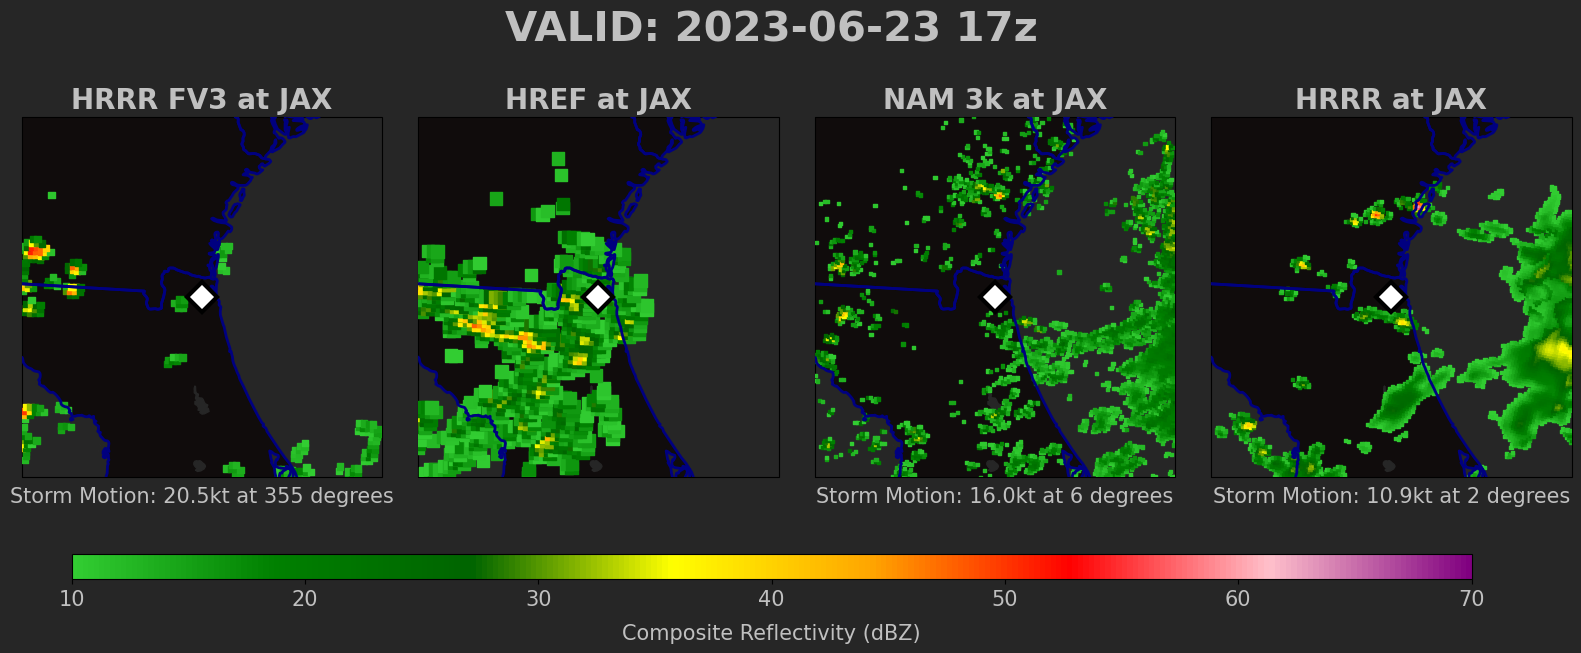 VALID: 2023-06-23 17z
HRRR FV3 at JAX
HREF at JAX
NAM 3k at JAX
HRRR at JAX
Storm Motion: 20.5kt at 355 degrees
Storm Motion: 16.0kt at 6 degrees
Storm Motion: 10.9kt at 2 degrees
10 20 30 40 50 60 70
Composite Reflectivity (dBZ)